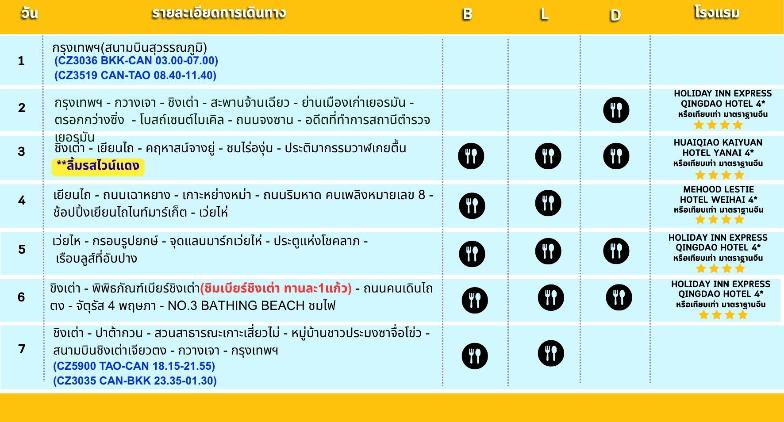 วัน รายละเอียดการเดินทาง B L D โรงแรม
1
กรุงเทพฯ(สนามบินสุวรรณภูมิ)
(CZ3036 BKK-CAN 03.00-07.00)
(CZ3519 CAN-TAO 08.40-11.40)
2
กรุงเทพฯ - กวางเจา - ชิงเต่า - สะพานจ้านเฉียว - ย่านเมืองเก่าเยอรมัน -
ตรอกกว่างซิ่ง - โบสถ์เซนต์ไมเคิล - ถนนจงซาน - อดีตที่ทำการสถานีตำรวจ
เยอรมัน
HOLIDAY INN EXPRESS
QINGDAO HOTEL 4*
หรือเทียบเท่า มาตราฐานจีน
3
ชิงเต่า - เยียนไถ - คฤหาสน์จางยู่ - ชมไร่องุ่น - ประติมากรรมวาฬเกยตื้น
**ลิ้มรสไวน์แดง
HUAIQIAO KAIYUAN
HOTEL YANAI 4*
หรือเทียบเท่า มาตราฐานจีน
4
เยียนไถ - ถนนเฉาหยาง - เกาะหย่างหม่า - ถนนริมหาด คบเพลิงหมายเลข 8 -
ช้อปปิ้งเยียนไถไนท์มาร์เก็ต - เว่ยไห่
MEHOOD LESTIE
HOTEL WEIHAI 4*
หรือเทียบเท่า มาตราฐานจีน
5
เว่ยไห - กรอบรูปยักษ์ - จุดแลนมาร์กเว่ยไห่ - ประตูแห่งโชคลาภ -
เรือบลูส์ที่อับปาง
HOLIDAY INN EXPRESS
QINGDAO HOTEL 4*
หรือเทียบเท่า มาตราฐานจีน
6
ชิงเต่า - พิพิธภัณฑ์เบียร์ชิงเต่า(ชิมเบียร์ชิงเต่า ทานละ1แก้ว) - ถนนคนเดินไถ
ตง - จัตุรัส 4 พฤษภา - NO.3 BATHING BEACH ชมไฟ
HOLIDAY INN EXPRESS
QINGDAO HOTEL 4*
หรือเทียบเท่า มาตราฐานจีน
7
ชิงเต่า - ปาต้ากวน - สวนสาธารณะเกาะเสี่ยวไม่ - หมู่บ้านชาวประมงซาจื่อโข่ว -
สนามบินชิงเต่าเจียวตง - กวางเจา - กรุงเทพฯ
(CZ5900 TAO-CAN 18.15-21.55)
(CZ3035 CAN-BKK 23.35-01.30)